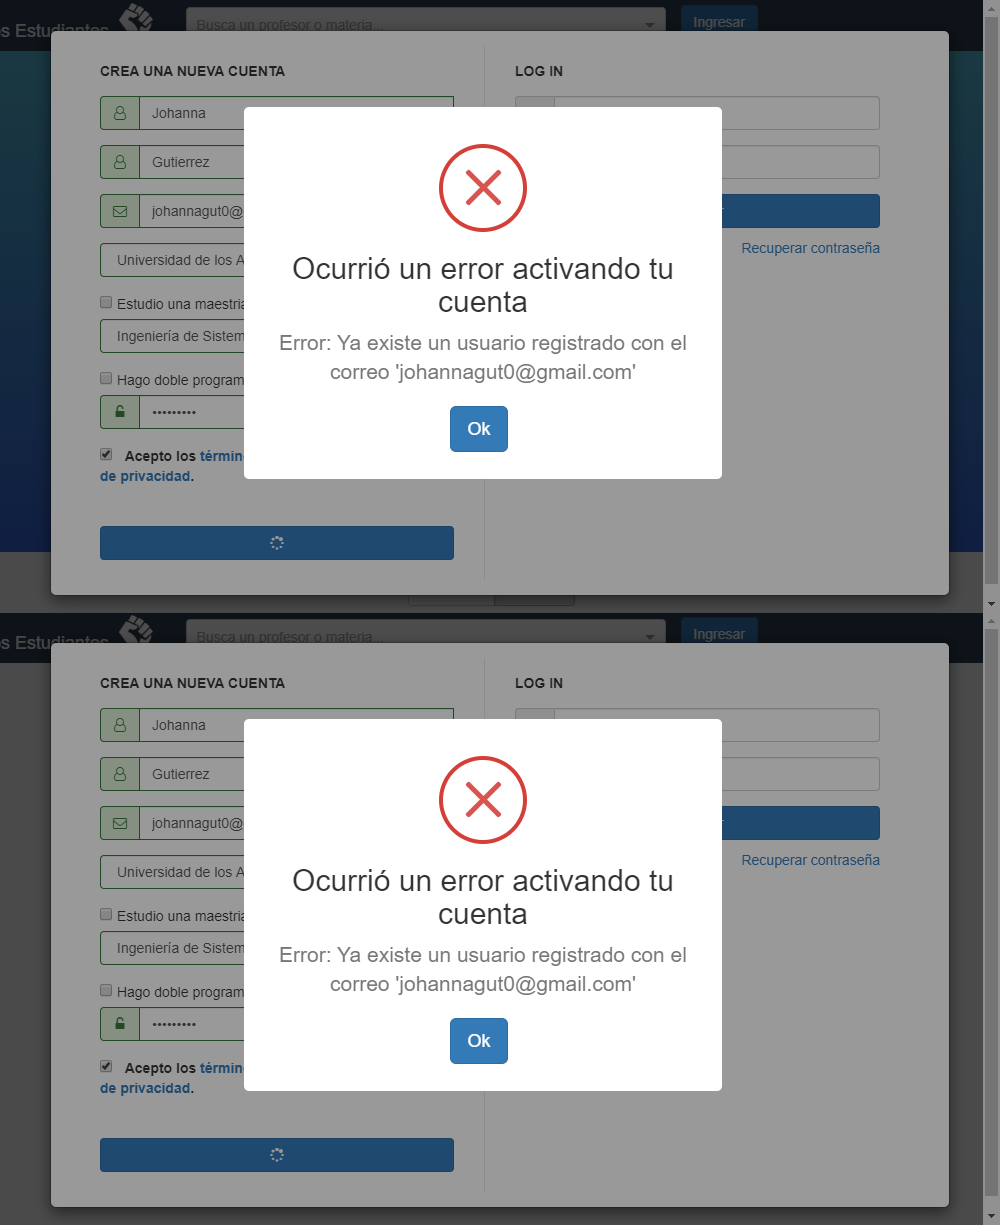 os Estudiantes
Busca un profesor o materia...
Ingresar
CREA UNA NUEVA CUENTA
LOG IN
Johanna
Gutierrez
johannagut0@
Universidad de los A
Recuperar contraseña
Estudio una maestria
Ingeniería de Sistem
Hago doble program
•••••••••
Acepto los términ
de privacidad.
Ocurrió un error activando tu
cuenta
Error: Ya existe un usuario registrado con el
correo 'johannagut0@gmail.com'
Ok
os Estudiantes
Busca un profesor o materia...
Ingresar
CREA UNA NUEVA CUENTA
LOG IN
Johanna
Gutierrez
johannagut0@
Universidad de los A
Recuperar contraseña
Estudio una maestria
Ingeniería de Sistem
Hago doble program
•••••••••
Acepto los términ
de privacidad.
Ocurrió un error activando tu
cuenta
Error: Ya existe un usuario registrado con el
correo 'johannagut0@gmail.com'
Ok